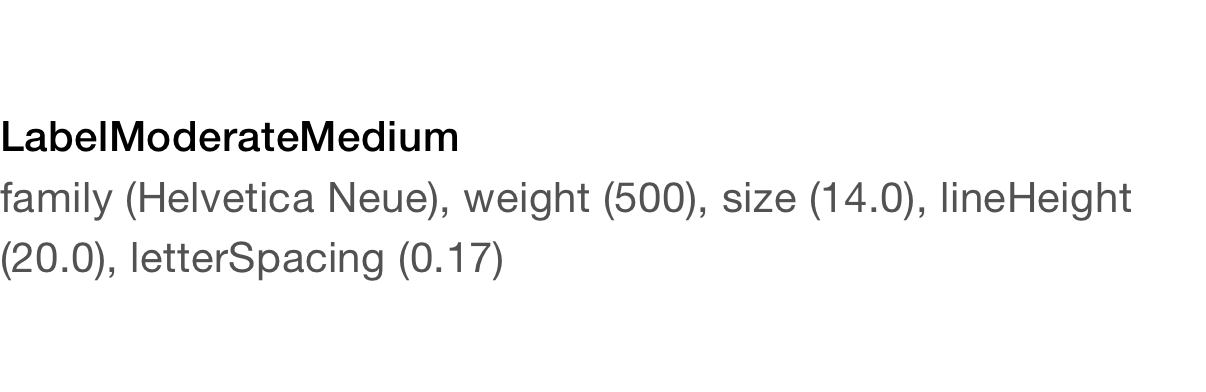 LabelModerateMedium
family (Helvetica Neue), weight (500), size (14.0), lineHeight
(20.0), letterSpacing (0.17)